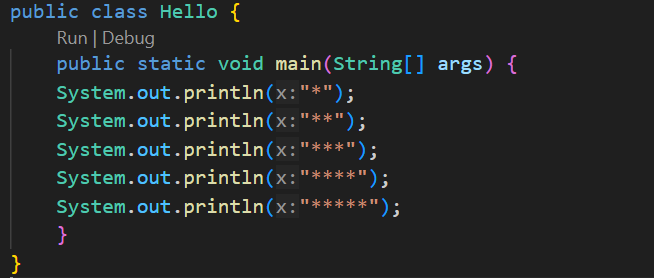 public class Hello {
Run | Debug
public static void main(String[] args) {
System.out.println(x:"*");
System.out.println(x:"**");
System.out.println(x:"***");
System.out.println(x:"****");
System.out.println(x:"*****");
}
}